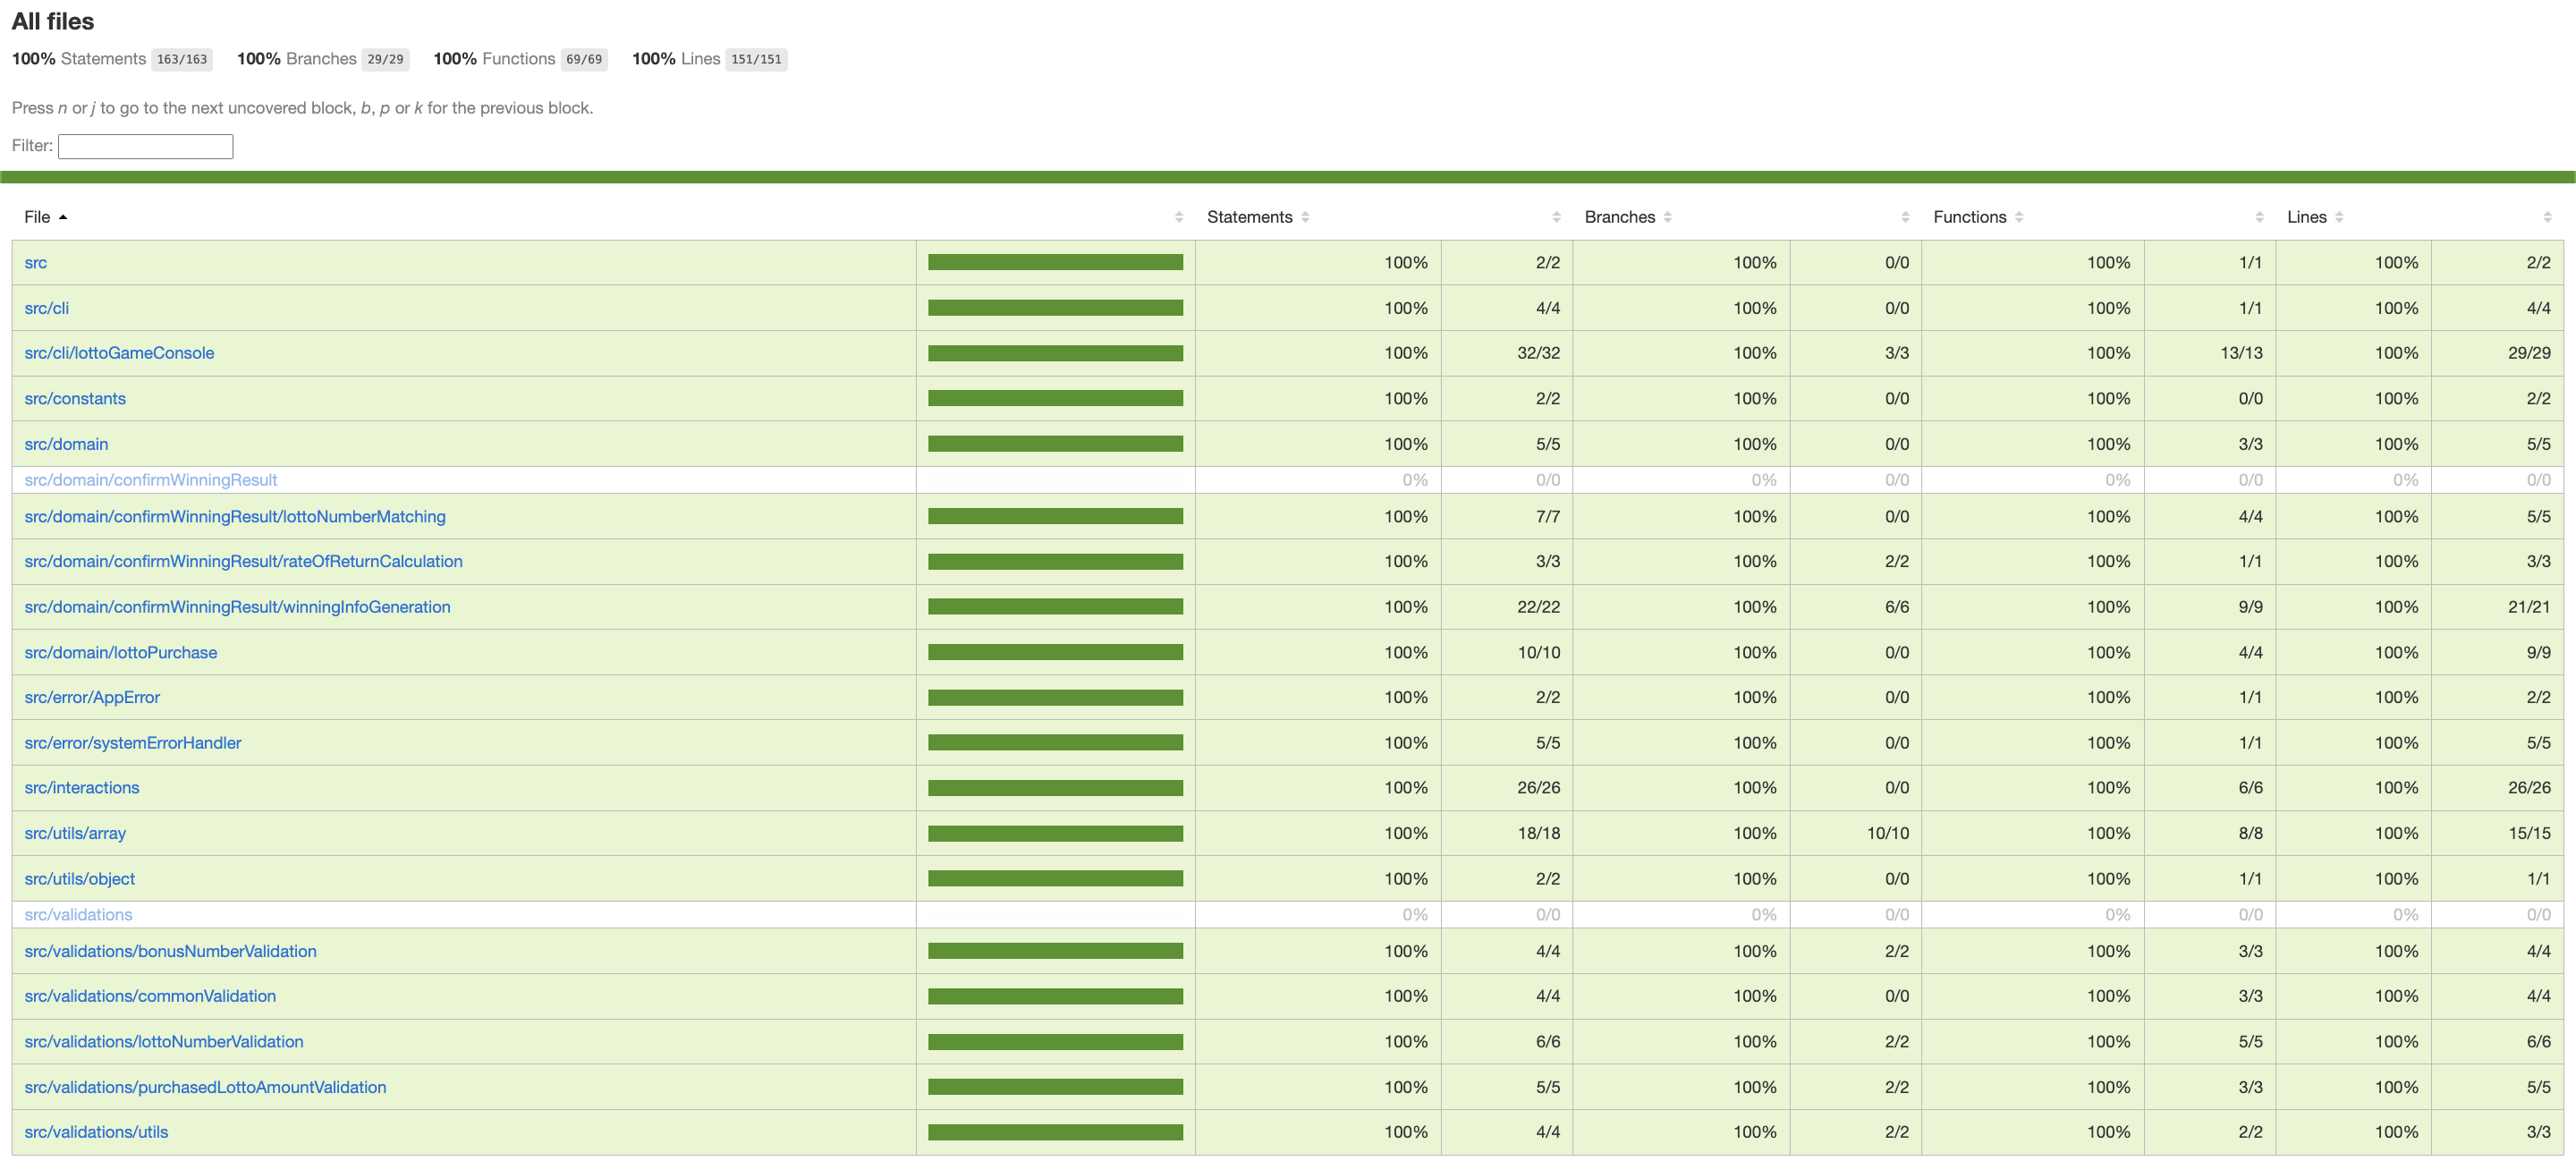 All files
100% Statements 163/163 100% Branches 29/29 100% Functions 69/69 100% Lines 151/151
Press n or j to go to the next uncovered block, b, p or k for the previous block.
Filter:
File Statements Branches Functions Lines
src 100% 2/2 100% 0/0 100% 1/1 100% 2/2
src/cli 100% 4/4 100% 0/0 100% 1/1 100% 4/4
src/cli/lottoGameConsole 100% 32/32 100% 3/3 100% 13/13 100% 29/29
src/constants 100% 2/2 100% 0/0 100% 0/0 100% 2/2
src/domain 100% 5/5 100% 0/0 100% 3/3 100% 5/5
src/domain/confirmWinningResult 0% 0/0 0% 0/0 0% 0/0 0% 0/0
src/domain/confirmWinningResult/lottoNumberMatching 100% 7/7 100% 0/0 100% 4/4 100% 5/5
src/domain/confirmWinningResult/rateOfReturnCalculation 100% 3/3 100% 2/2 100% 1/1 100% 3/3
src/domain/confirmWinningResult/winningInfoGeneration 100% 22/22 100% 6/6 100% 9/9 100% 21/21
src/domain/lottoPurchase 100% 10/10 100% 0/0 100% 4/4 100% 9/9
src/error/AppError 100% 2/2 100% 0/0 100% 1/1 100% 2/2
src/error/systemErrorHandler 100% 5/5 100% 0/0 100% 1/1 100% 5/5
src/interactions 100% 26/26 100% 0/0 100% 6/6 100% 26/26
src/utils/array 100% 18/18 100% 10/10 100% 8/8 100% 15/15
src/utils/object 100% 2/2 100% 0/0 100% 1/1 100% 1/1
src/validations 0% 0/0 0% 0/0 0% 0/0 0% 0/0
src/validations/bonusNumberValidation 100% 4/4 100% 2/2 100% 3/3 100% 4/4
src/validations/commonValidation 100% 4/4 100% 0/0 100% 3/3 100% 4/4
src/validations/lottoNumberValidation 100% 6/6 100% 2/2 100% 5/5 100% 6/6
src/validations/purchasedLottoAmountValidation 100% 5/5 100% 2/2 100% 3/3 100% 5/5
src/validations/utils 100% 4/4 100% 2/2 100% 2/2 100% 3/3